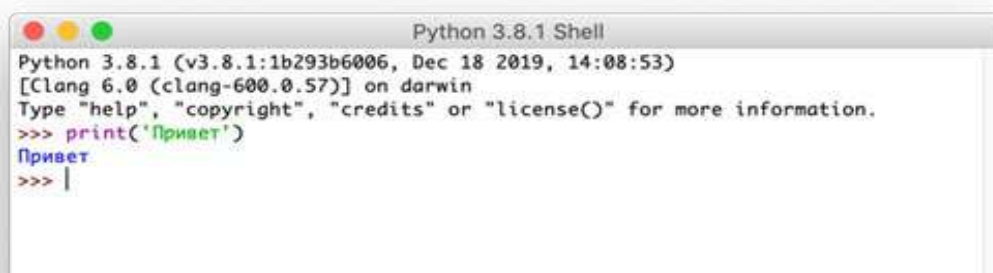 Python 3.8.1 Shell
Python 3.8.1 (v3.8.1:1b293b6006, Dec 18 2019, 14:08:53)
[Clang 6.0 (clang-600.0.57)] on darwin
Type "help", "copyright", "credits" or "license()" for more information.
>>> print('Привет')
Привет
>>>